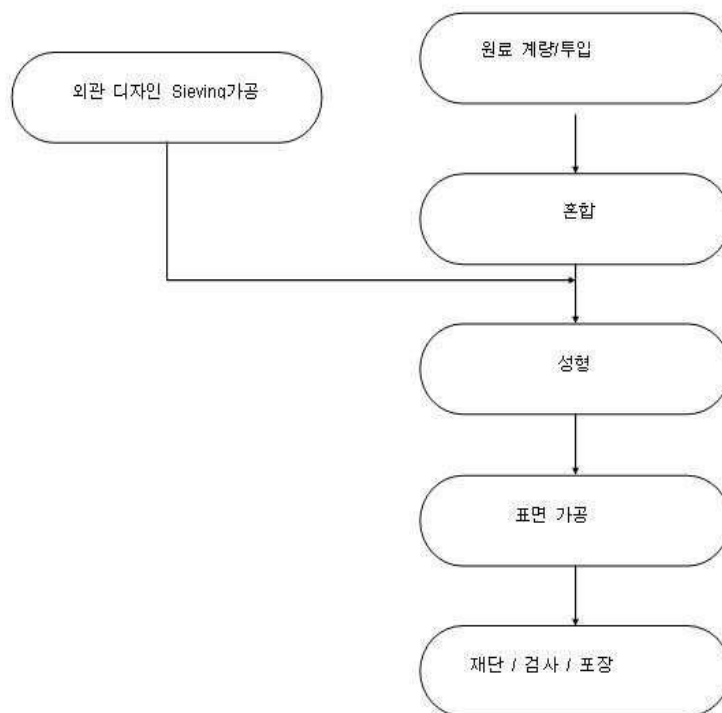 원료 계량/투입
외관 디자인 Sieving가공
혼합
성형
표면 가공
재단 / 검사 / 포장